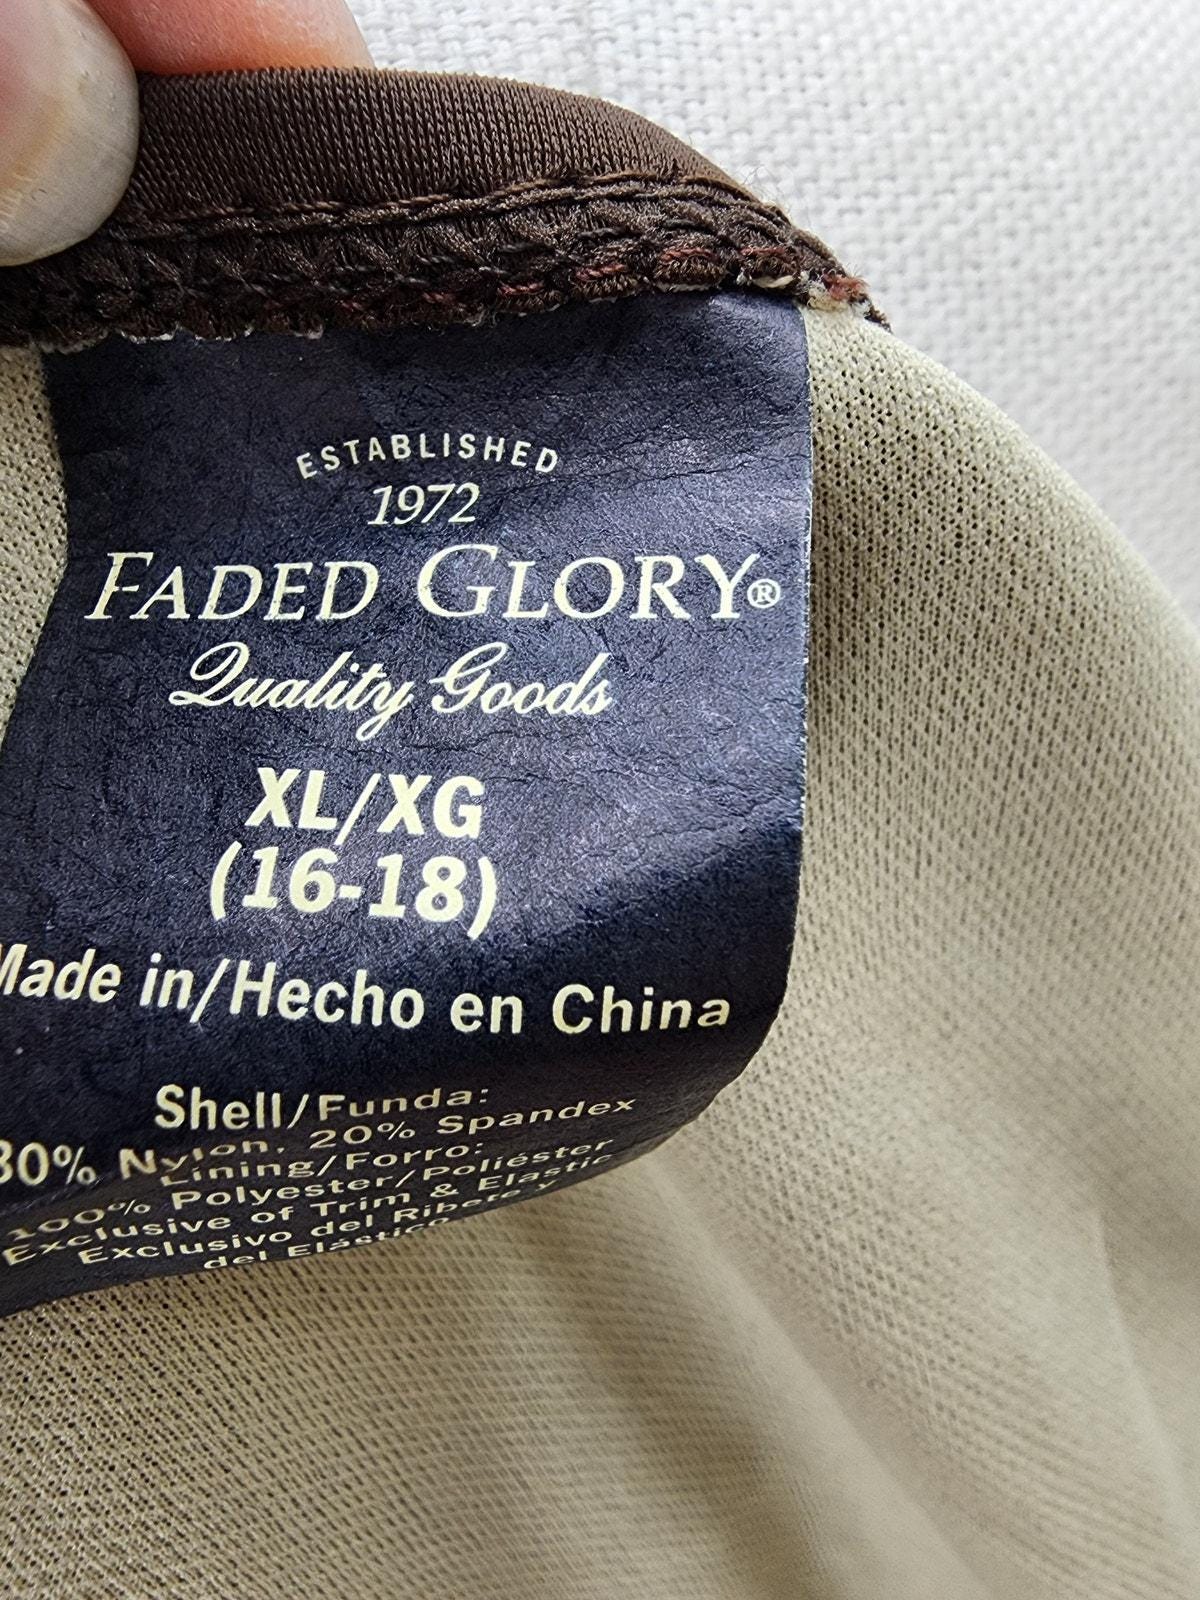 ESTABLISHED
1972
FADED GLORY®
Quality Goods
XL/XG
(16-18)
Made in/Hecho en China
Shell/Funda:
80% Nylon, 20% Spandex
Lining/Forro:
100% Polyester/Poliéster
Exclusive of Trim & Elastic
Exclusivo del Ribete y
del Elástico